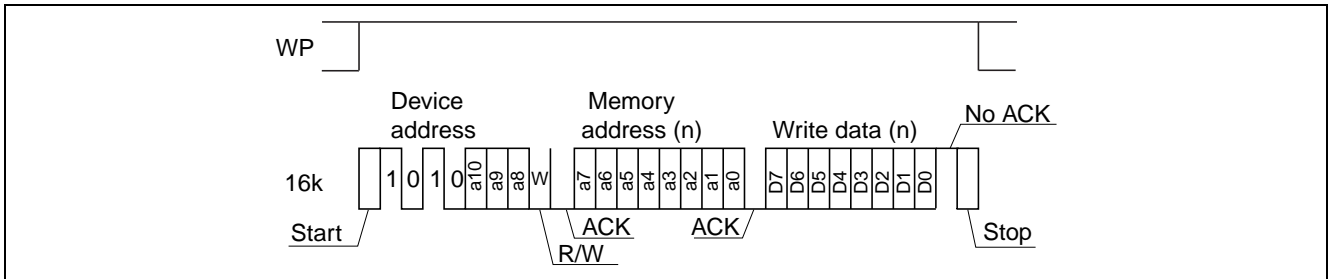 WP
Device
address
Memory
address (n)
Write data (n)
No ACK
16k
1 0 1 0 a10 a9 a8 W a7 a6 a5 a4 a3 a2 a1 a0 D7 D6 D5 D4 D3 D2 D1 D0
Start
R/W
ACK
ACK
Stop